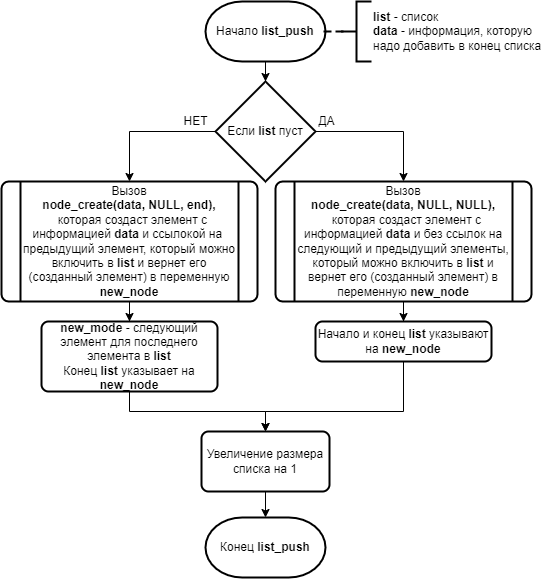 Начало list_push
list - список
data - информация, которую
надо добавить в конец списка
Если list пуст
НЕТ
ДА
Вызов
node_create(data, NULL, end),
которая создаст элемент с
информацией data и ссылокой на
предыдущий элемент, который можно
включить в list и вернет его
(созданный элемент) в переменную
new_node
Вызов
node_create(data, NULL, NULL),
которая создаст элемент с
информацией data и без ссылок на
следующий и предыдущий элементы,
который можно включить в list и
вернет его (созданный элемент) в
переменную new_node
new_mode - следующий
элемент для последнего
элемента в list
Конец list указывает на
new_node
Начало и конец list указывают
на new_node
Увеличение размера
списка на 1
Конец list_push